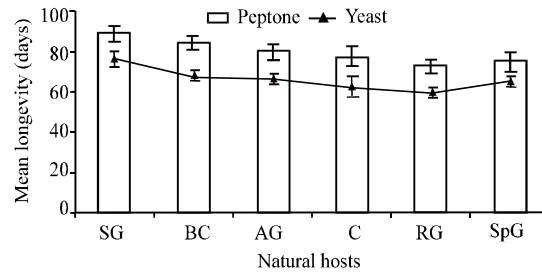 Peptone Yeast
Mean longevity (days)
100
80
60
40
20
0
SG BC AG C RG SpG
Natural hosts